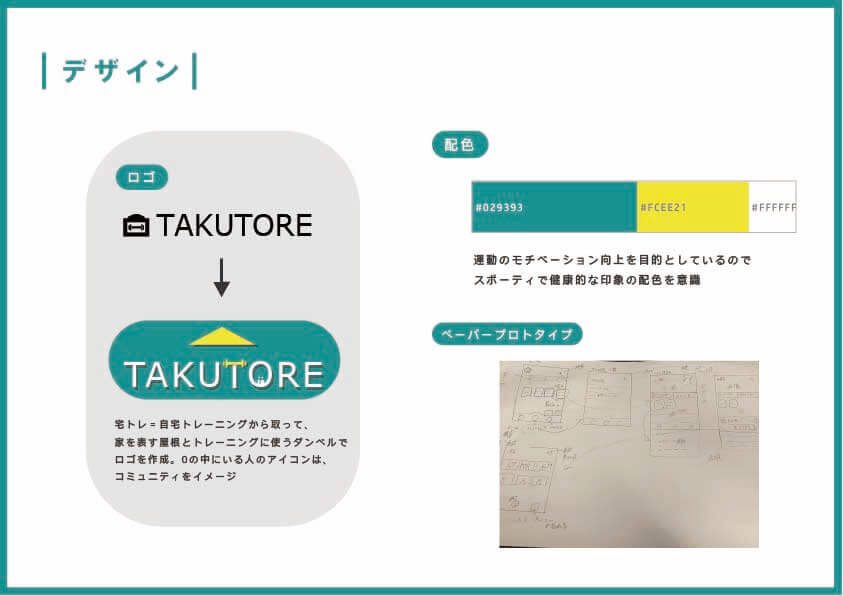 デザイン
ロゴ
TAKUTORE
TAKUTORE
宅トレ=自宅トレーニングから取って、
家を表す屋根とトレーニングに使うダンベルで
ロゴを作成。Oの中にいる人のアイコンは、
コミュニティをイメージ
配色
#029393
#FCEE21
#FFFFFF
運動のモチベーション向上を目的としているので
スポーティで健康的な印象の配色を意識
ペーパープロトタイプ